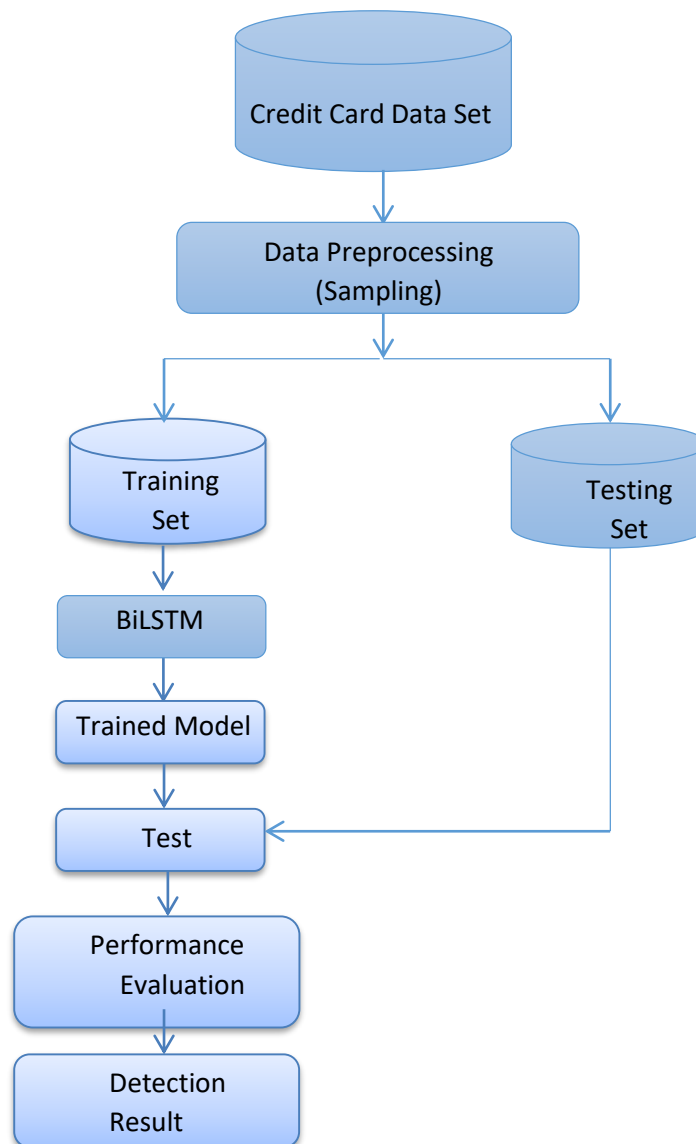 Credit Card Data Set
Data Preprocessing
(Sampling)
Training
Set
Testing
Set
BiLSTM
Trained Model
Test
Performance
Evaluation
Detection
Result